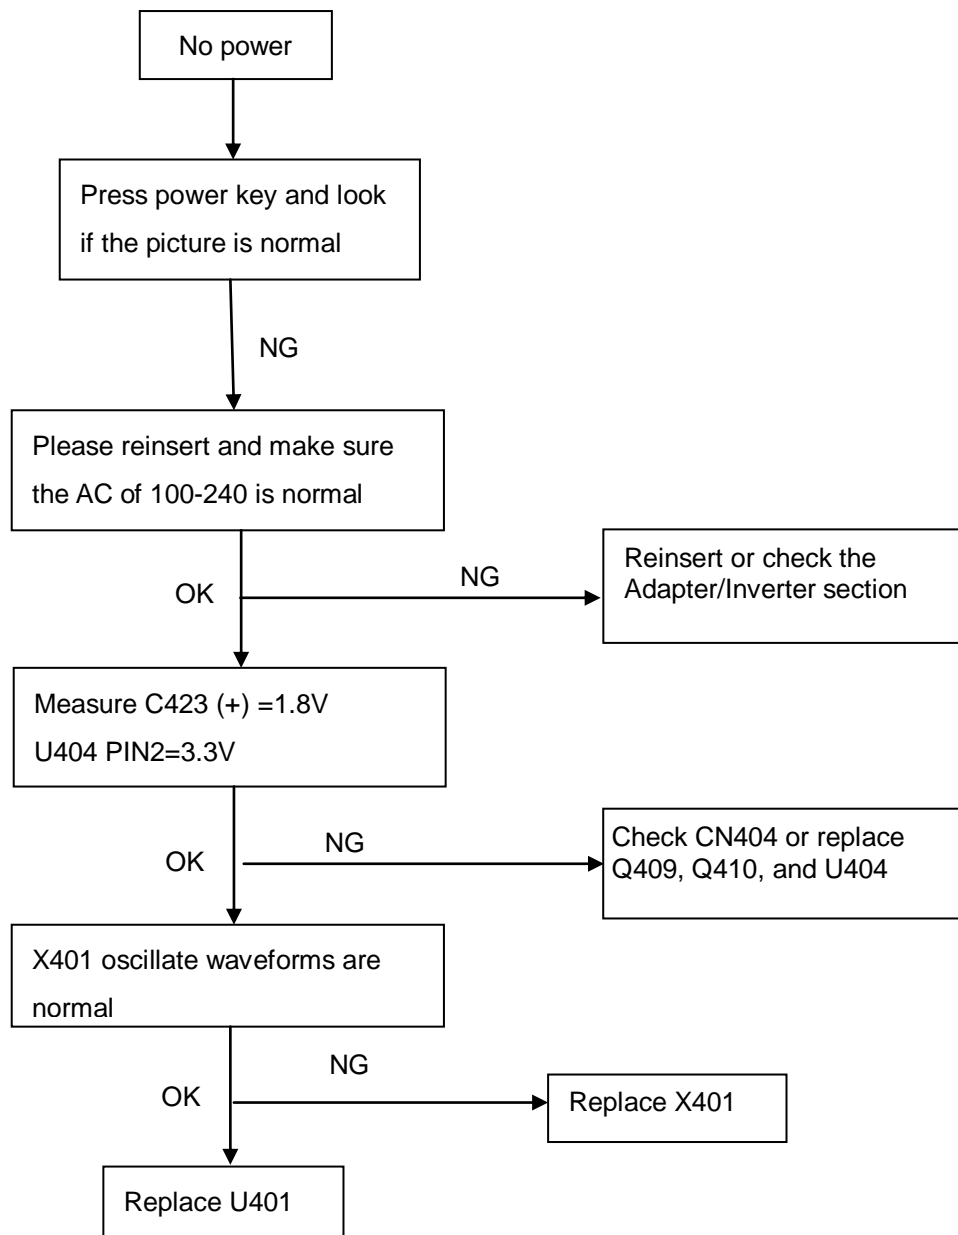 No power
Press power key and look
if the picture is normal
NG
Please reinsert and make sure
the AC of 100-240 is normal
OK
NG
Reinsert or check the
Adapter/Inverter section
Measure C423 (+) =1.8V
U404 PIN2=3.3V
OK
NG
Check CN404 or replace
Q409, Q410, and U404
X401 oscillate waveforms are
normal
OK
NG
Replace X401
Replace U401